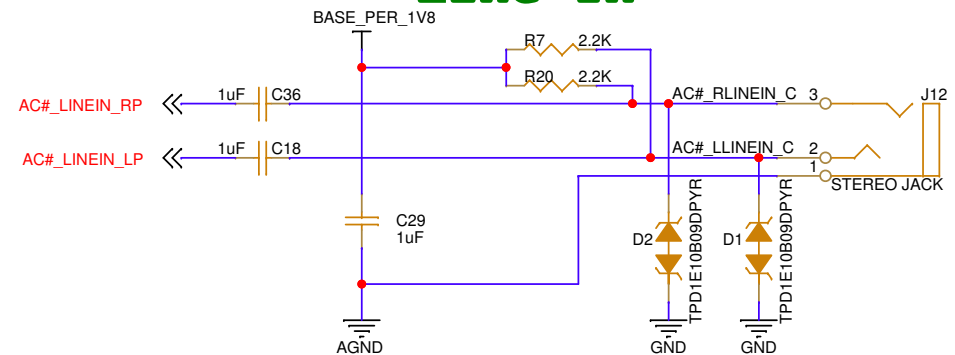 BASE_PER_1V8
R7 2.2K
R20 2.2K
AC#_LINEIN_RP
1uF C36
AC#_RLINEIN_C 3
J12
AC#_LINEIN_LP
1uF C18
AC#_LLINEIN_C 2
1
STEREO JACK
C29
1uF
D2
TPD1E10B09DPYR
D1
TPD1E10B09DPYR
AGND
GND
GND